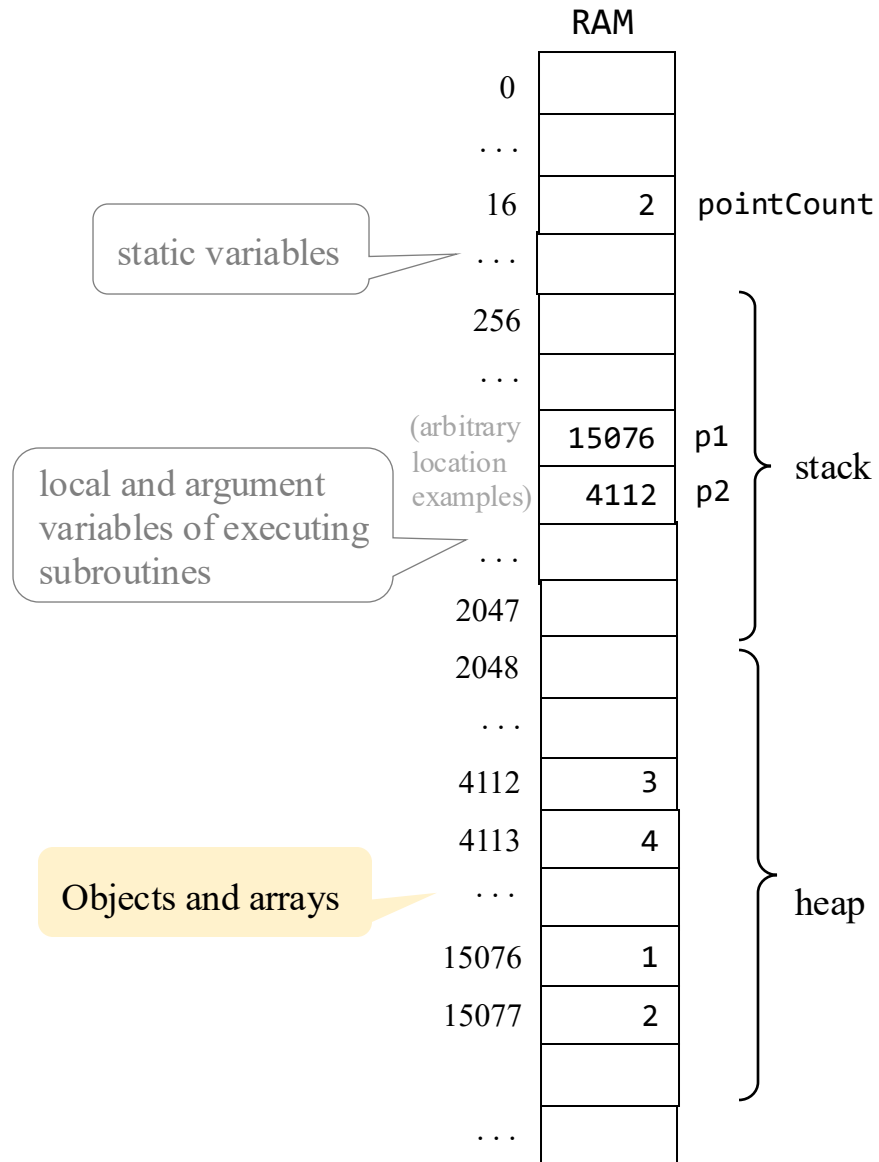 RAM
0
...
16 2 pointCount
static variables
...
256
...
(arbitrary
location
examples)
15076 p1
4112 p2
stack
local and argument
variables of executing
subroutines
...
2047
2048
...
4112 3
4113 4
Objects and arrays
...
heap
15076 1
15077 2
...